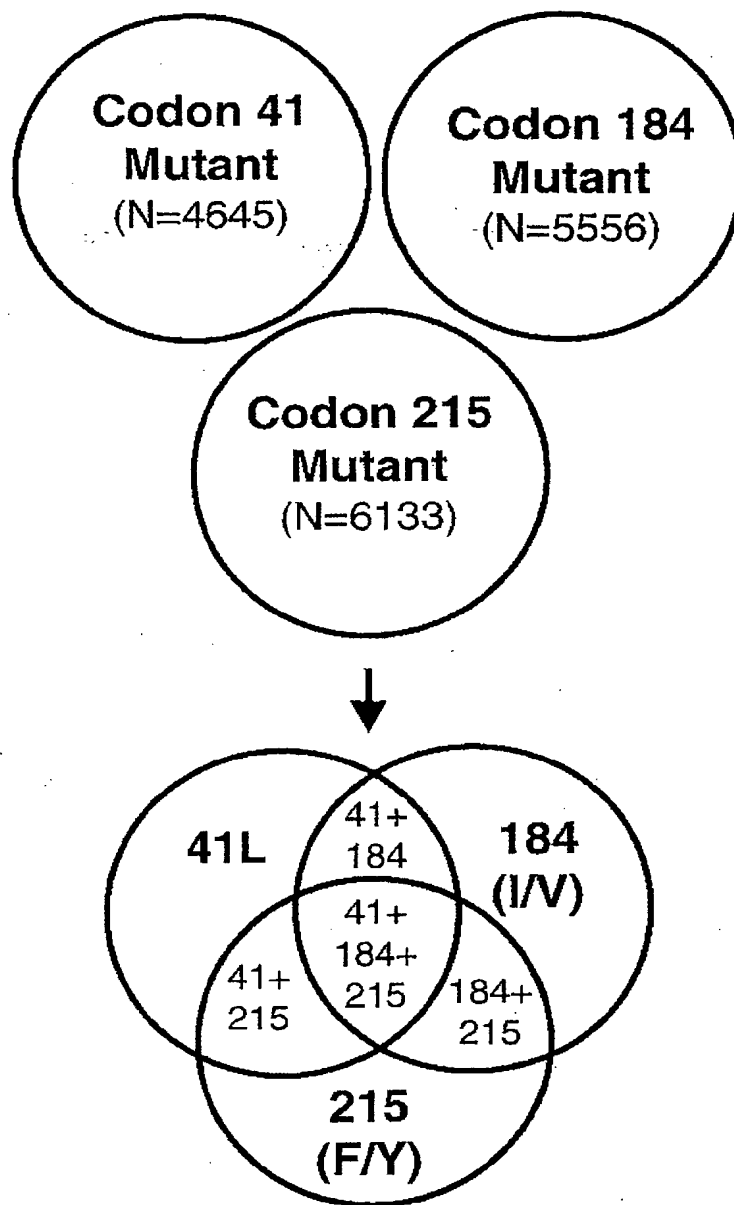 Codon 41
Mutant
(N=4645)
Codon 184
Mutant
(N=5556)
Codon 215
Mutant
(N=6133)
41L
41+
184
184
(I/V)
41+
184+
215
41+
215
184+
215
215
(F/Y)